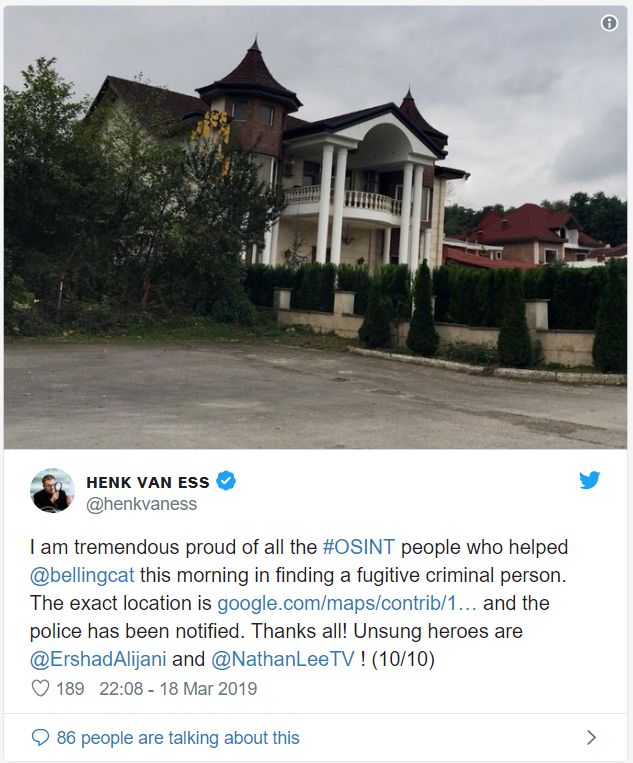 HENK VAN ESS
@henkvaness
I am tremendous proud of all the #OSINT people who helped
@bellingcat this morning in finding a fugitive criminal person.
The exact location is google.com/maps/contrib/1… and the
police has been notified. Thanks all! Unsung heroes are
@ErshadAlijani and @NathanLeeTV ! (10/10)
189 22:08 - 18 Mar 2019
86 people are talking about this